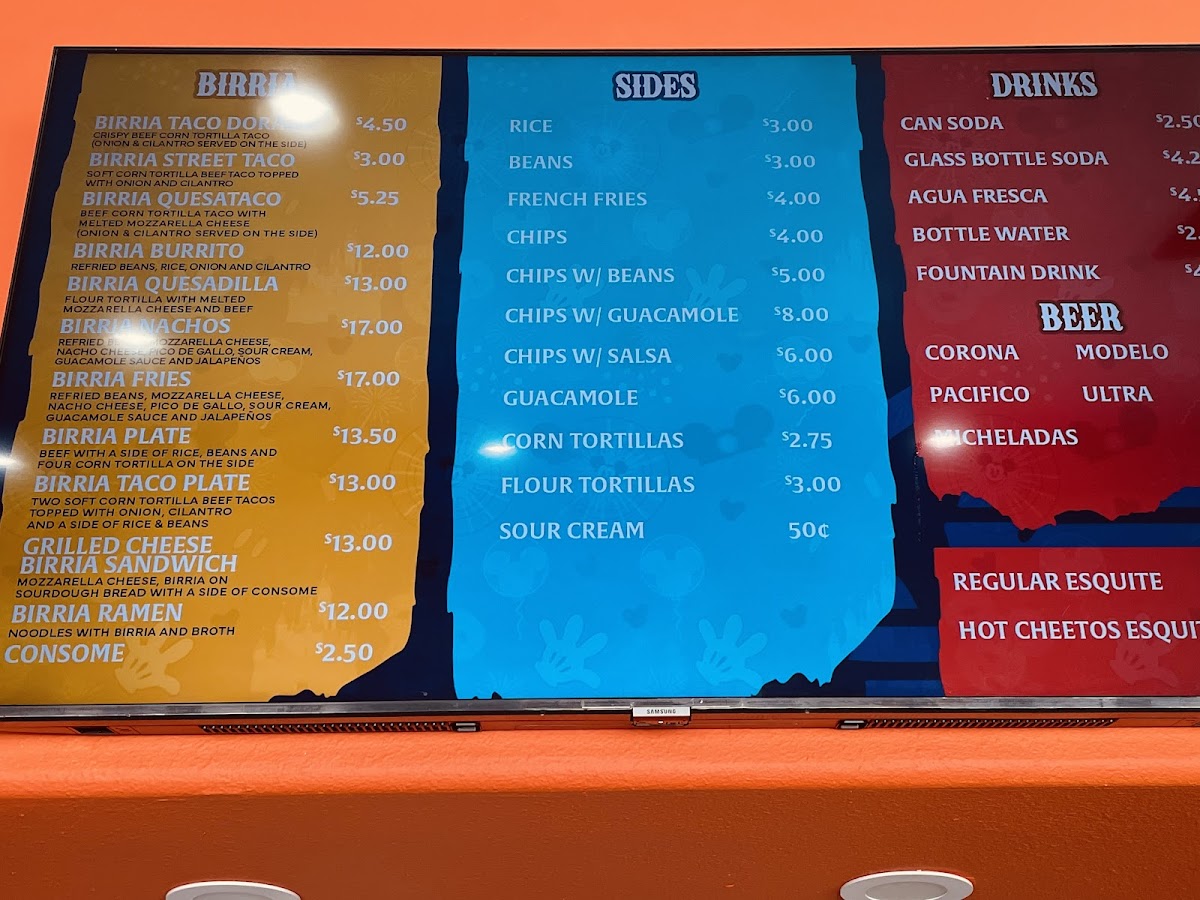 BIRRIA
BIRRIA TACO $4.50
CRISPY BEEF CORN TORTILLA TACO
(ONION & CILANTRO SERVED ON THE SIDE)
BIRRIA STREET TACO $3.00
SOFT CORN TORTILLA BEEF TACO TOPPED
WITH ONION AND CILANTRO
BIRRIA QUESATACO $5.25
BEEF CORN TORTILLA TACO WITH
MELTED MOZZARELLA CHEESE
(ONION & CILANTRO SERVED ON THE SIDE)
BIRRIA BURRITO $12.00
REFRIED BEANS, RICE, ONION AND CILANTRO
BIRRIA QUESADILLA $13.00
FLOUR TORTILLA WITH MELTED
MOZZARELLA CHEESE AND BEEF
BIRRIA NACHOS $17.00
REFRIED MOZZARELLA CHEESE,
NACHO CHEESE, PICO DE GALLO, SOUR CREAM,
GUACAMOLE SAUCE AND JALAPEÑOS
BIRRIA FRIES $17.00
REFRIED BEANS, MOZZARELLA CHEESE,
NACHO CHEESE, PICO DE GALLO, SOUR CREAM,
GUACAMOLE SAUCE AND JALAPEÑOS
BIRRIA PLATE $13.50
BEEF WITH A SIDE OF RICE, BEANS AND
FOUR CORN TORTILLA ON THE SIDE
BIRRIA TACO PLATE $13.00
TWO SOFT CORN TORTILLA BEEF TACOS
TOPPED WITH ONION, CILANTRO
AND A SIDE OF RICE & BEANS
GRILLED CHEESE $13.00
BIRRIA SANDWICH
MOZZARELLA CHEESE, BIRRIA ON
SOURDOUGH BREAD WITH A SIDE OF CONSOME
BIRRIA RAMEN $12.00
NOODLES WITH BIRRIA AND BROTH
CONSOME $2.50
SIDES
RICE $3.00
BEANS $3.00
FRENCH FRIES $4.00
CHIPS $4.00
CHIPS W/ BEANS $5.00
CHIPS W/ GUACAMOLE $8.00
CHIPS W/ SALSA $6.00
GUACAMOLE $6.00
CORN TORTILLAS $2.75
FLOUR TORTILLAS $3.00
SOUR CREAM 50¢
DRINKS
CAN SODA $2.50
GLASS BOTTLE SODA $4.2
AGUA FRESCA $4.
BOTTLE WATER $2.
FOUNTAIN DRINK $4
BEER
CORONA MODELO
PACIFICO ULTRA
MICHELADAS
REGULAR ESQUITE
HOT CHEETOS ESQUIT
SAMSUNG